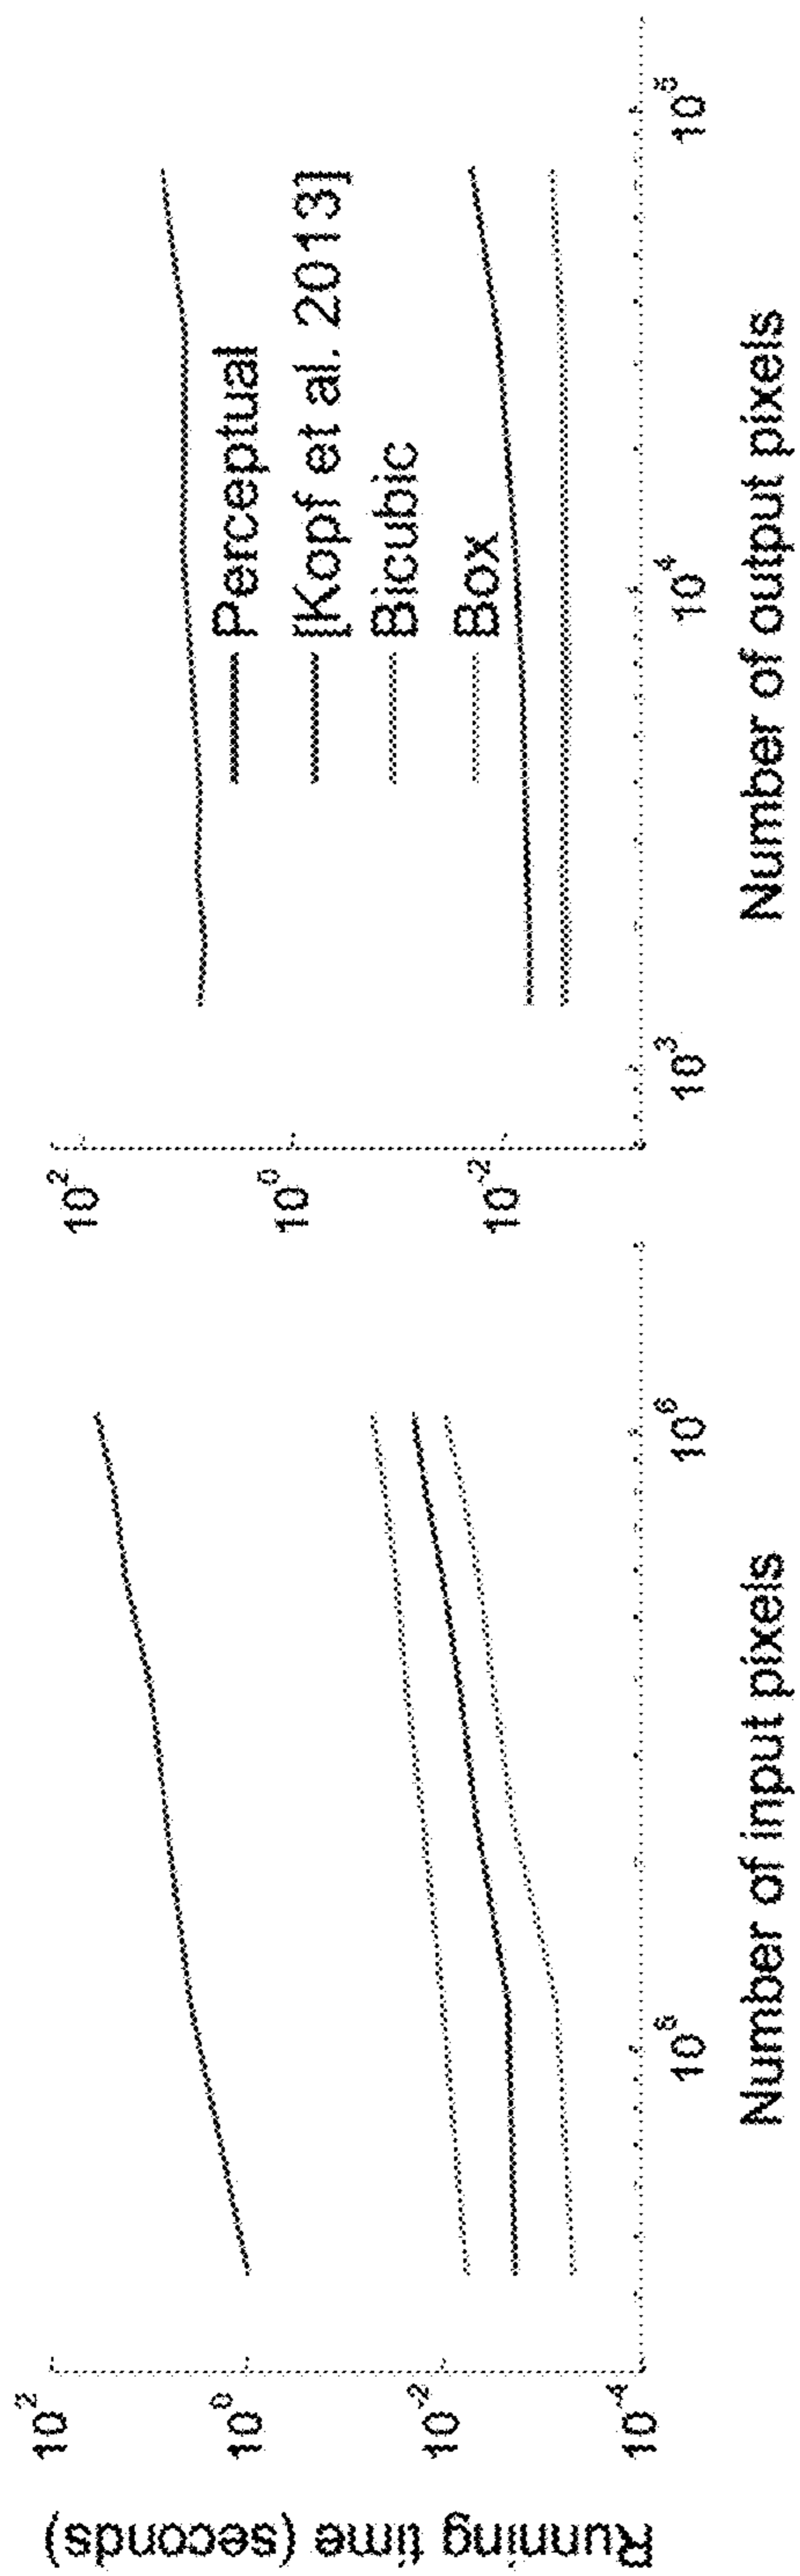 Running time (seconds)
10^2
10^0
10^-2
10^-4
10^5
10^6
Number of input pixels
10^2
10^0
10^-2
Perceptual
[Kopf et al. 2013]
Bicubic
Box
10^3
10^4
10^5
Number of output pixels